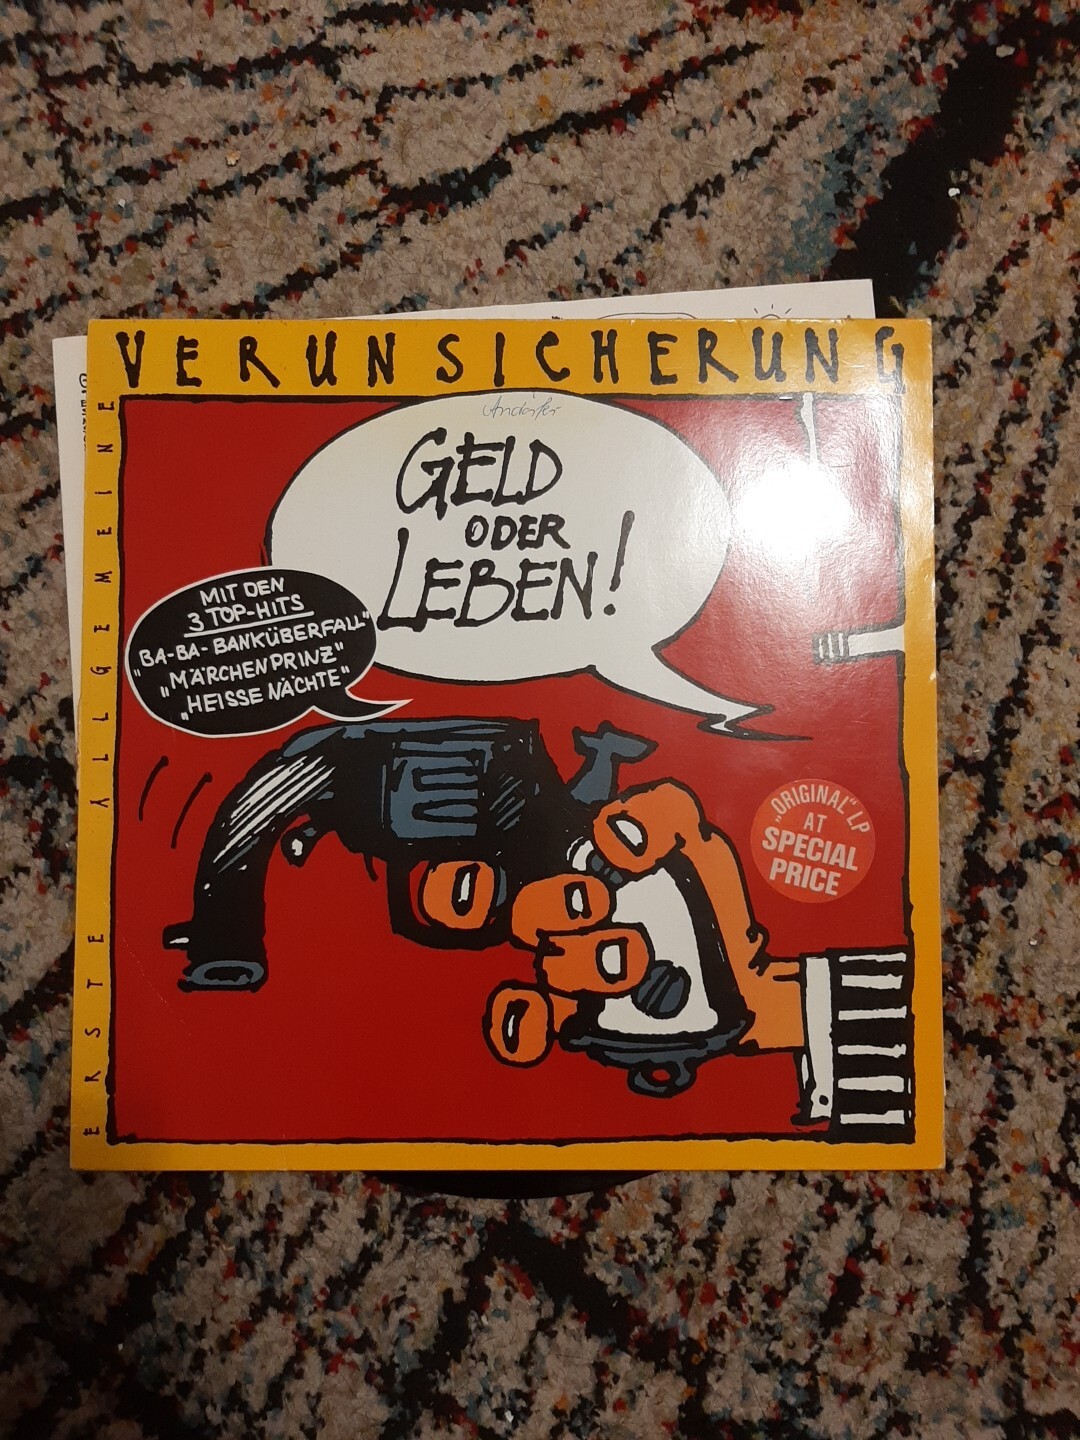 VERUNSICHERUNG
ERSTE ALLGEMEINE
GELD
ODER
LEBEN!
MIT DEN
3 TOP-HITS
„BA-BA-BANKÜBERFALL"
„MÄRCHENPRINZ"
„HEISSE NÄCHTE"
„ORIGINAL" LP
AT
SPECIAL
PRICE